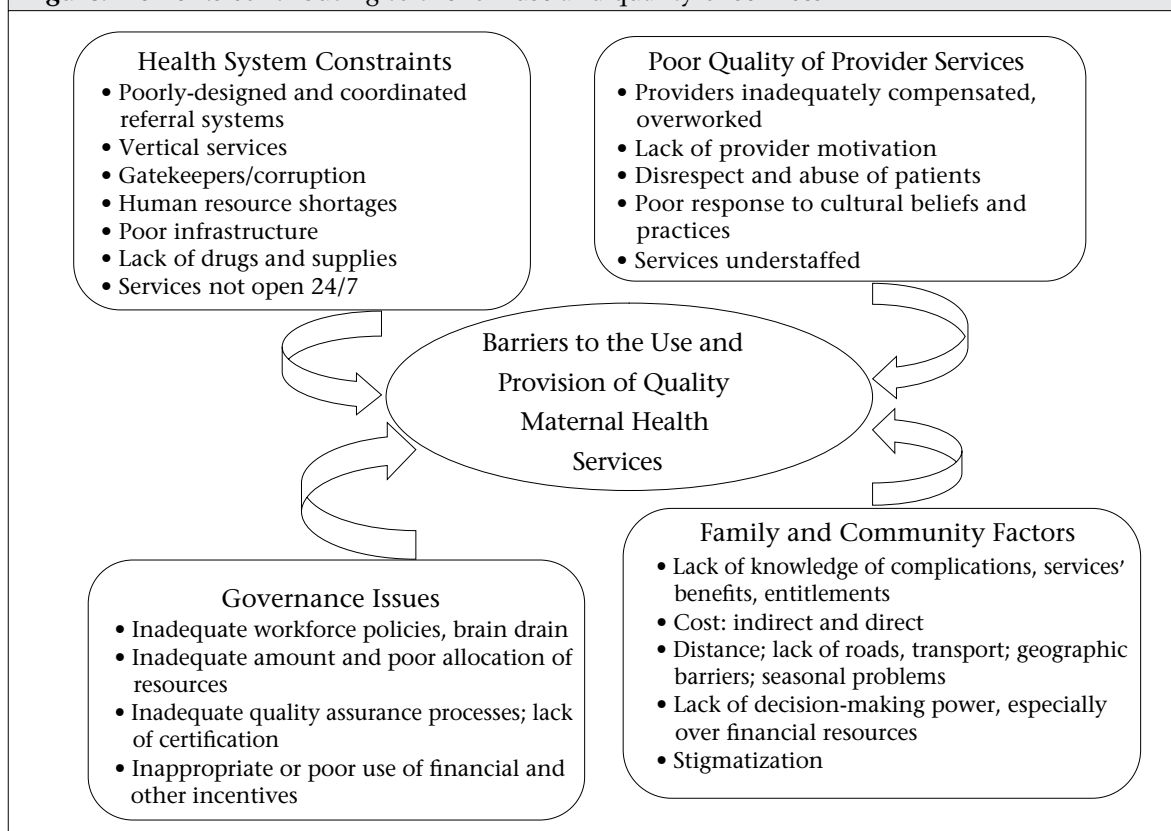 Health System Constraints
• Poorly-designed and coordinated
referral systems
• Vertical services
• Gatekeepers/corruption
• Human resource shortages
• Poor infrastructure
• Lack of drugs and supplies
• Services not open 24/7
Poor Quality of Provider Services
• Providers inadequately compensated,
overworked
• Lack of provider motivation
• Disrespect and abuse of patients
• Poor response to cultural beliefs and
practices
• Services understaffed
Barriers to the Use and
Provision of Quality
Maternal Health
Services
Governance Issues
• Inadequate workforce policies, brain drain
• Inadequate amount and poor allocation of
resources
• Inadequate quality assurance processes; lack
of certification
• Inappropriate or poor use of financial and
other incentives
Family and Community Factors
• Lack of knowledge of complications, services’
benefits, entitlements
• Cost: indirect and direct
• Distance; lack of roads, transport; geographic
barriers; seasonal problems
• Lack of decision-making power, especially
over financial resources
• Stigmatization